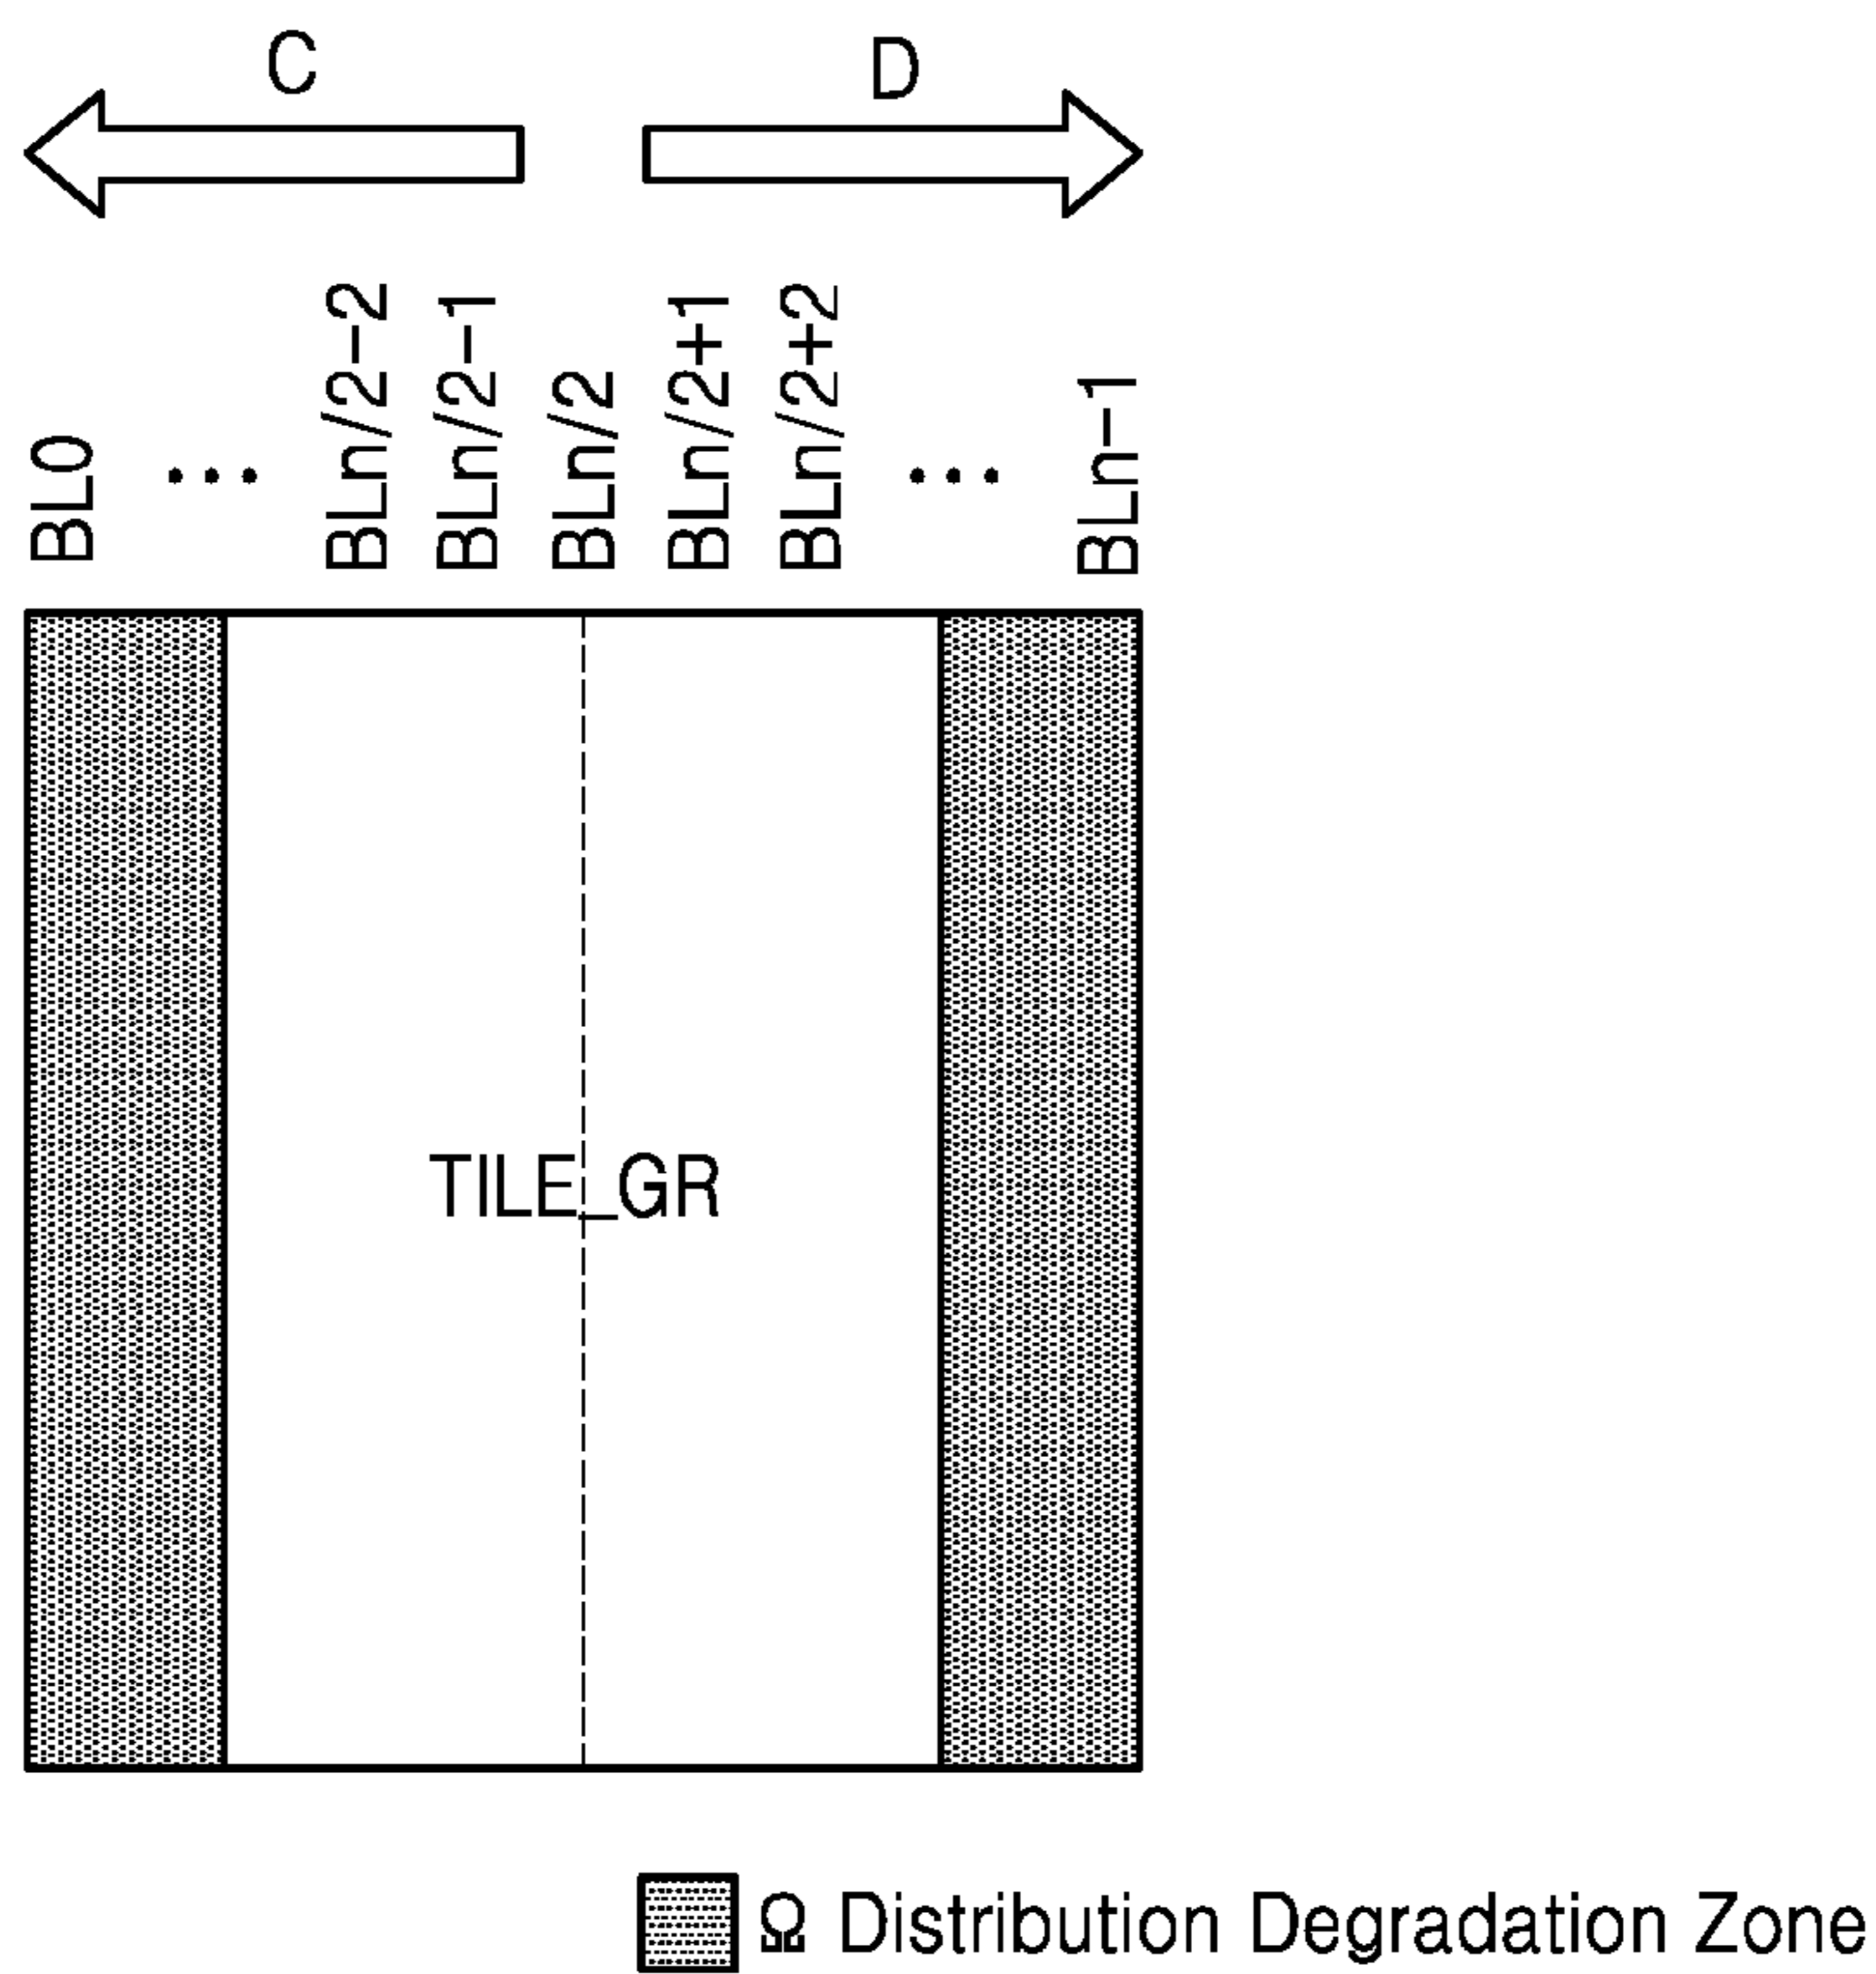 C
D
BL0
...
BLn/2-2
BLn/2-1
BLn/2
BLn/2+1
BLn/2+2
...
BLn-1
TILE_GR
Ω Distribution Degradation Zone